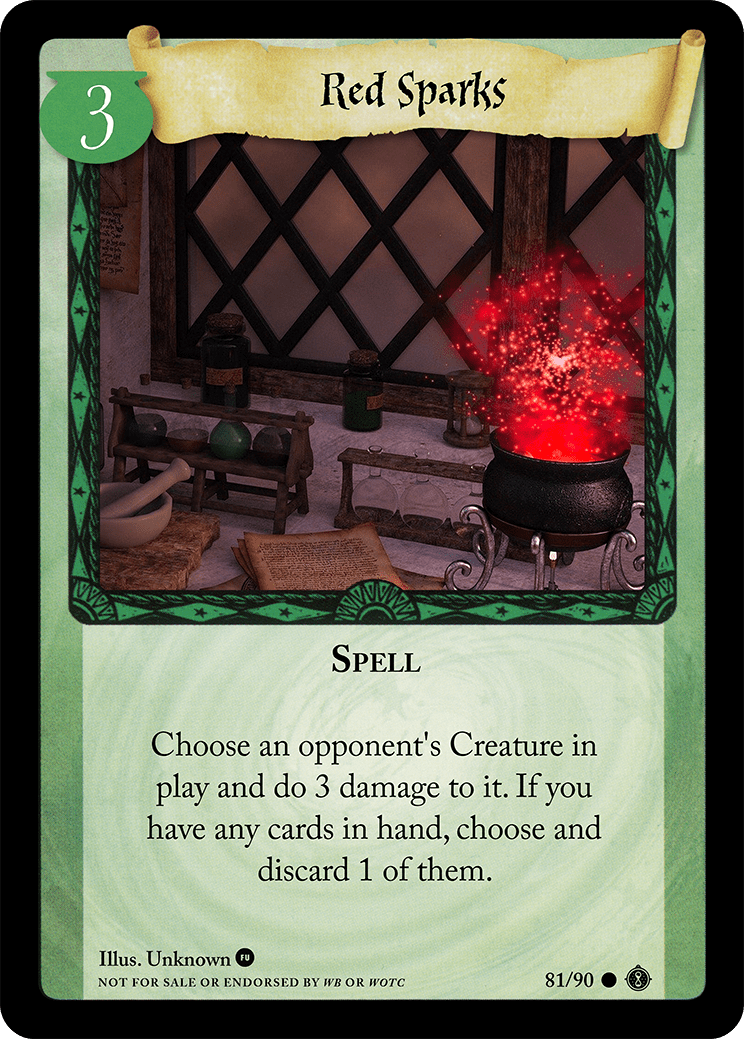 Red Sparks
3
SPELL
Choose an opponent's Creature in
play and do 3 damage to it. If you
have any cards in hand, choose and
discard 1 of them.
Illus. Unknown FU
NOT FOR SALE OR ENDORSED BY WB OR WOTC
81/90